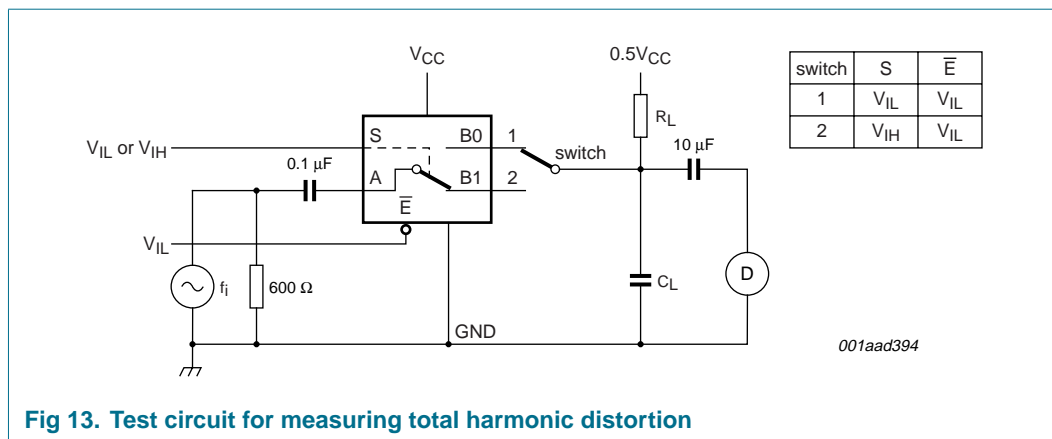 VCC
0.5VCC
switch S E̅
1 VIL VIL
2 VIH VIL
RL
S B0 1
VIL or VIH
10 μF
switch
0.1 μF
A B1 2
E̅
VIL
fi
600 Ω
CL
D
GND
001aad394
Fig 13. Test circuit for measuring total harmonic distortion